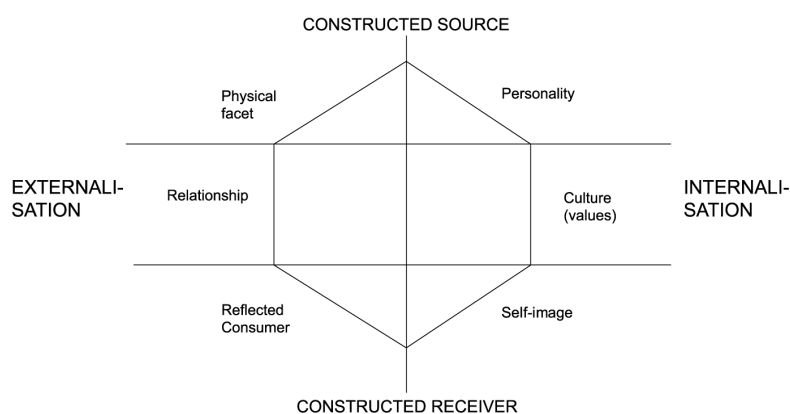 CONSTRUCTED SOURCE
Physical
facet
Personality
EXTERNALI-
SATION
Relationship
Culture
(values)
INTERNALI-
SATION
Reflected
Consumer
Self-image
CONSTRUCTED RECEIVER